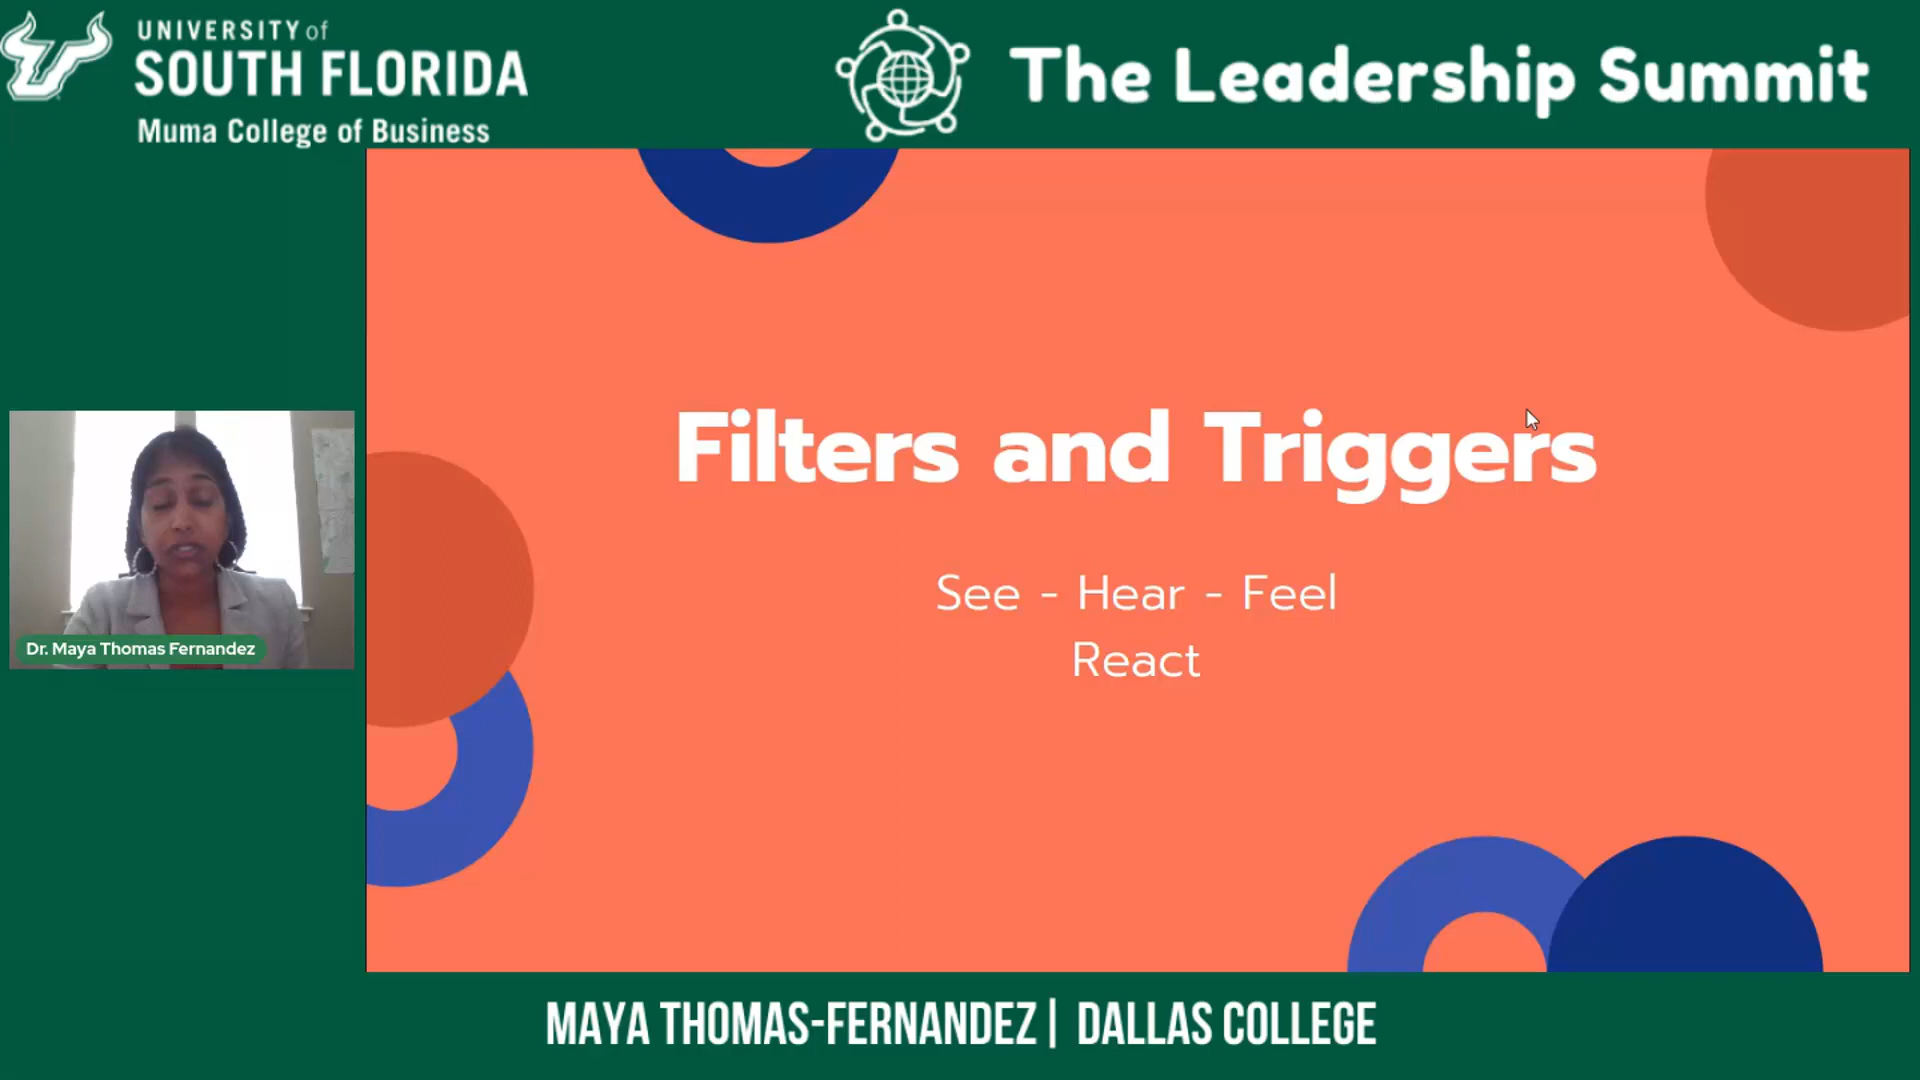 UNIVERSITY of
SOUTH FLORIDA
Muma College of Business
The Leadership Summit
Filters and Triggers
See - Hear - Feel
React
Dr. Maya Thomas Fernandez
MAYA THOMAS-FERNANDEZ | DALLAS COLLEGE